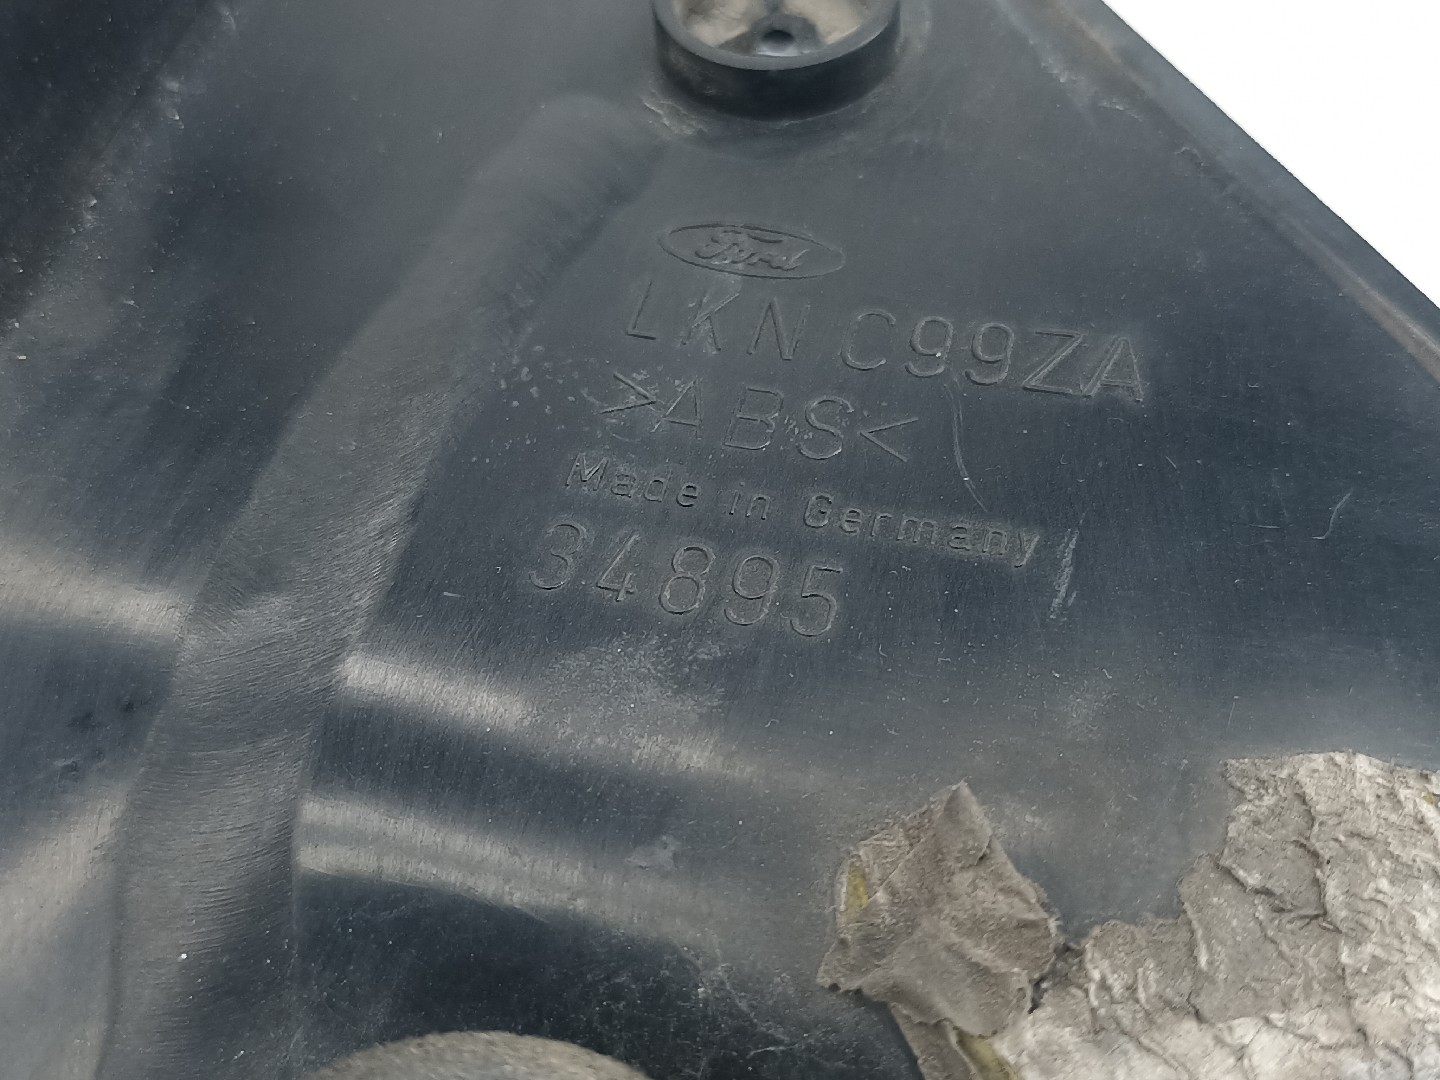 Ford
LKN C99ZA
>ABS<
Made in Germany
34895